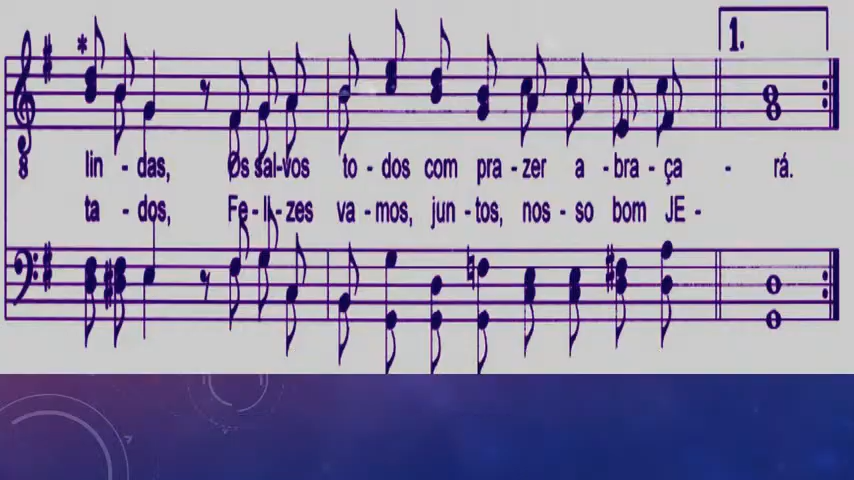 *
1.
8
lin - das, Os sal-vos to - dos com pra - zer a - bra - ça - rá.
ta - dos, Fe - li - zes va - mos, jun - tos, nos - so bom JE -